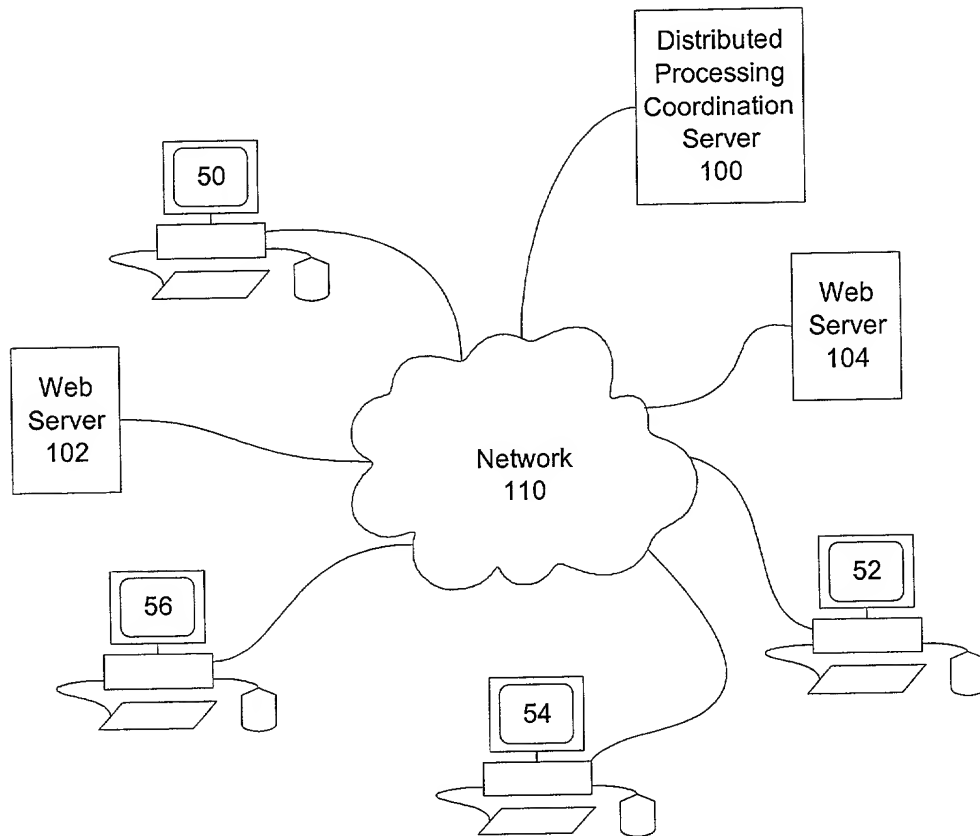 Distributed
Processing
Coordination
Server
100
50
Web
Server
104
Web
Server
102
Network
110
52
56
54